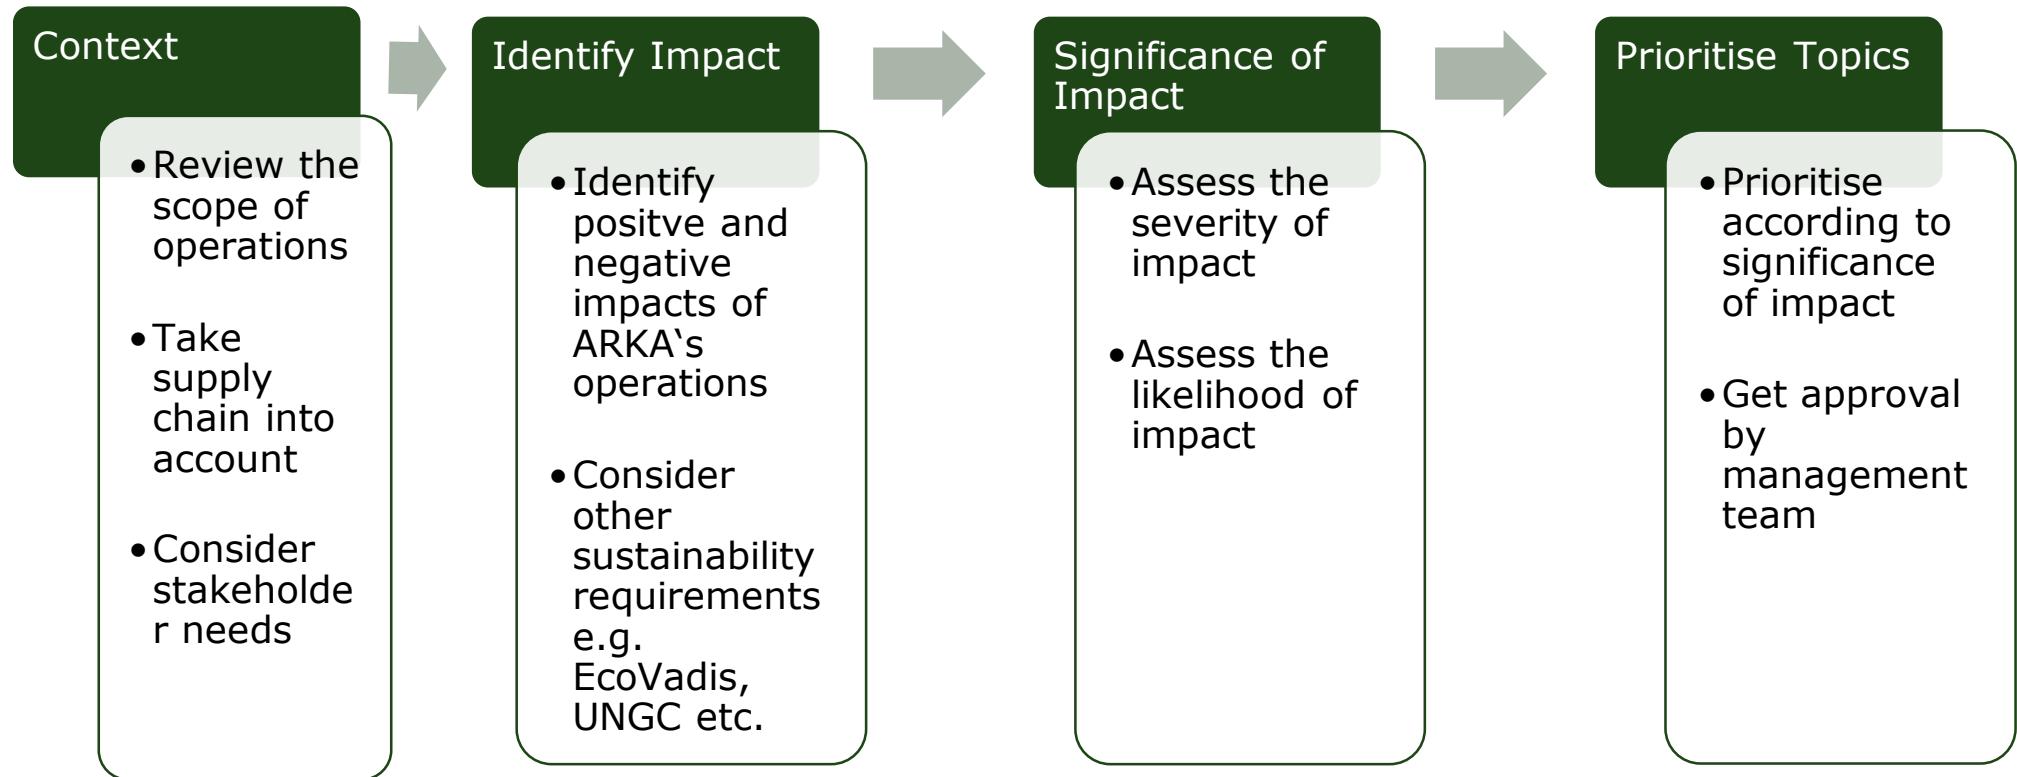 Context
•Review the
scope of
operations
•Take
supply
chain into
account
•Consider
stakeholde
r needs
Identify Impact
•Identify
positve and
negative
impacts of
ARKA‘s
operations
•Consider
other
sustainability
requirements
e.g.
EcoVadis,
UNGC etc.
Significance of
Impact
•Assess the
severity of
impact
•Assess the
likelihood of
impact
Prioritise Topics
•Prioritise
according to
significance
of impact
•Get approval
by
management
team